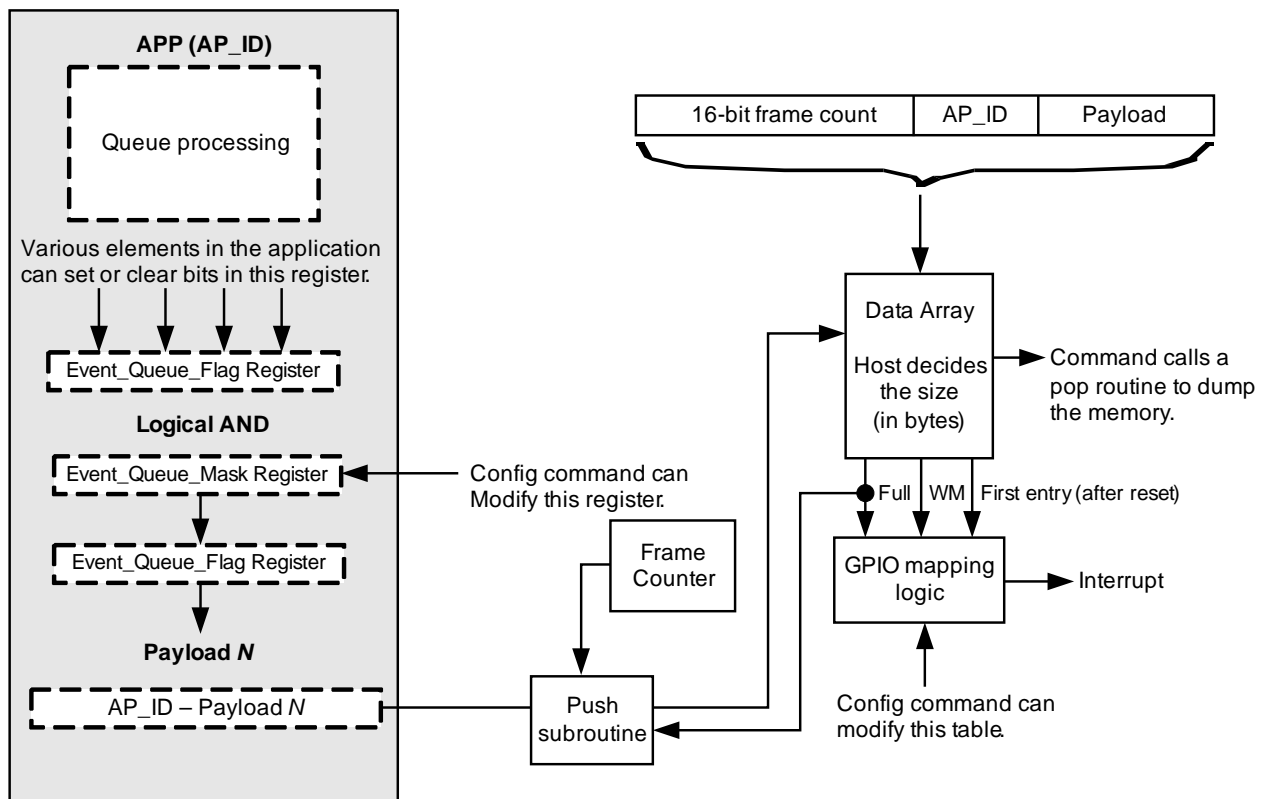 APP (AP_ID)
Queue processing
Various elements in the application
can set or clear bits in this register.
Event_Queue_Flag Register
Logical AND
Event_Queue_Mask Register
Config command can
Modify this register.
Event_Queue_Flag Register
Payload N
AP_ID – Payload N
Frame
Counter
Push
subroutine
16-bit frame count
AP_ID
Payload
Data Array
Host decides
the size
(in bytes)
Command calls a
pop routine to dump
the memory.
Full
WM
First entry (after reset)
GPIO mapping
logic
Interrupt
Config command can
modify this table.